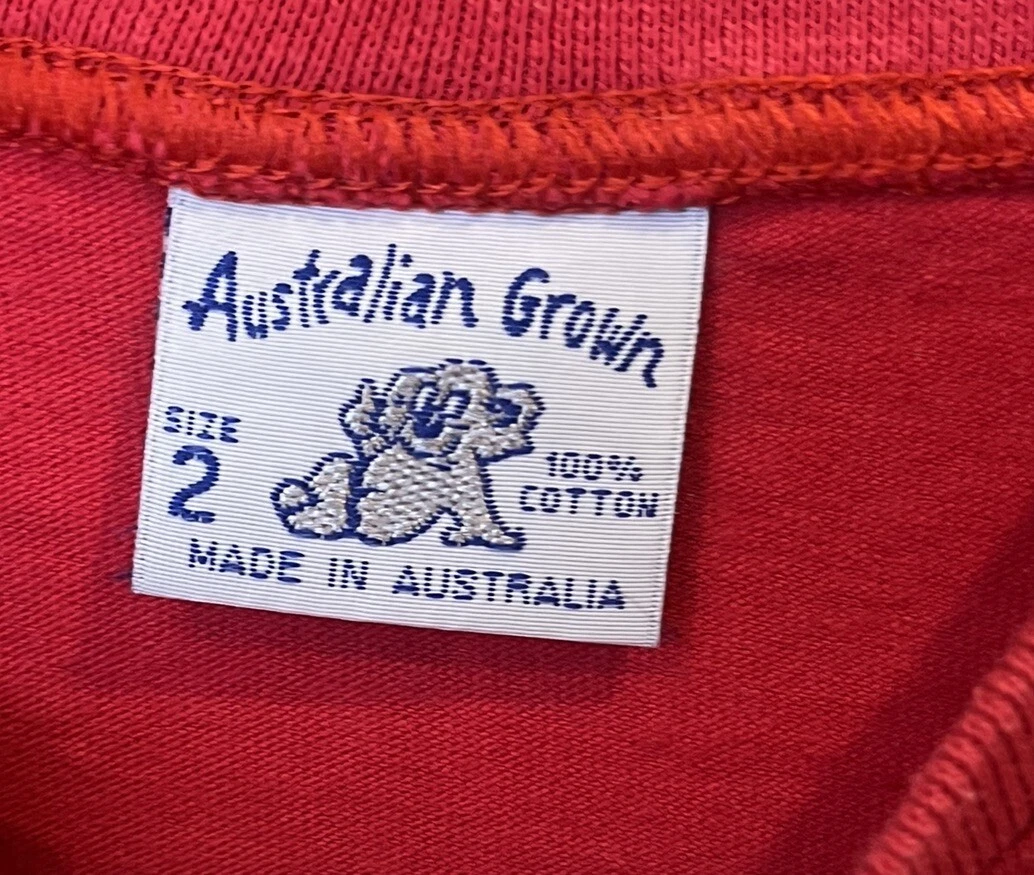 Australian Grown
SIZE
2
100%
COTTON
MADE IN AUSTRALIA